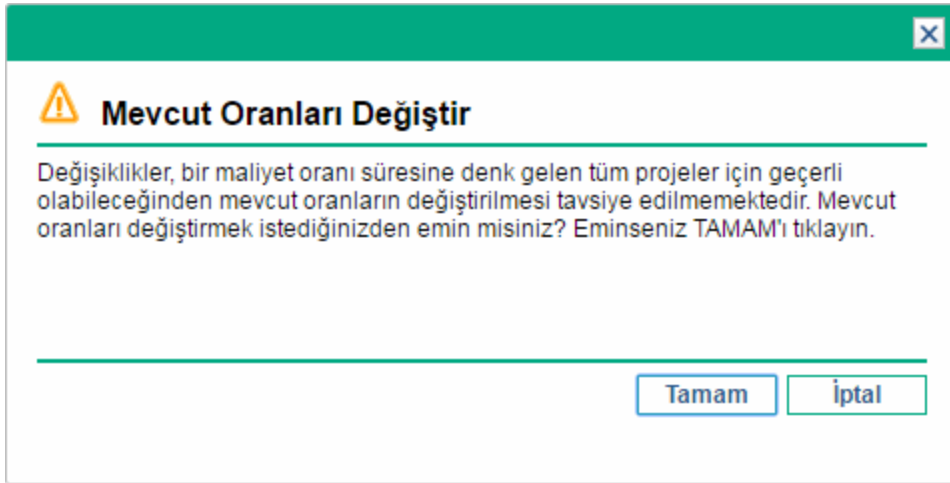 Mevcut Oranları Değiştir
Değişiklikler, bir maliyet oranı süresine denk gelen tüm projeler için geçerli
olabileceğinden mevcut oranların değiştirilmesi tavsiye edilmemektedir. Mevcut
oranları değiştirmek istediğinizden emin misiniz? Eminseniz TAMAM'ı tıklayın.
Tamam İptal